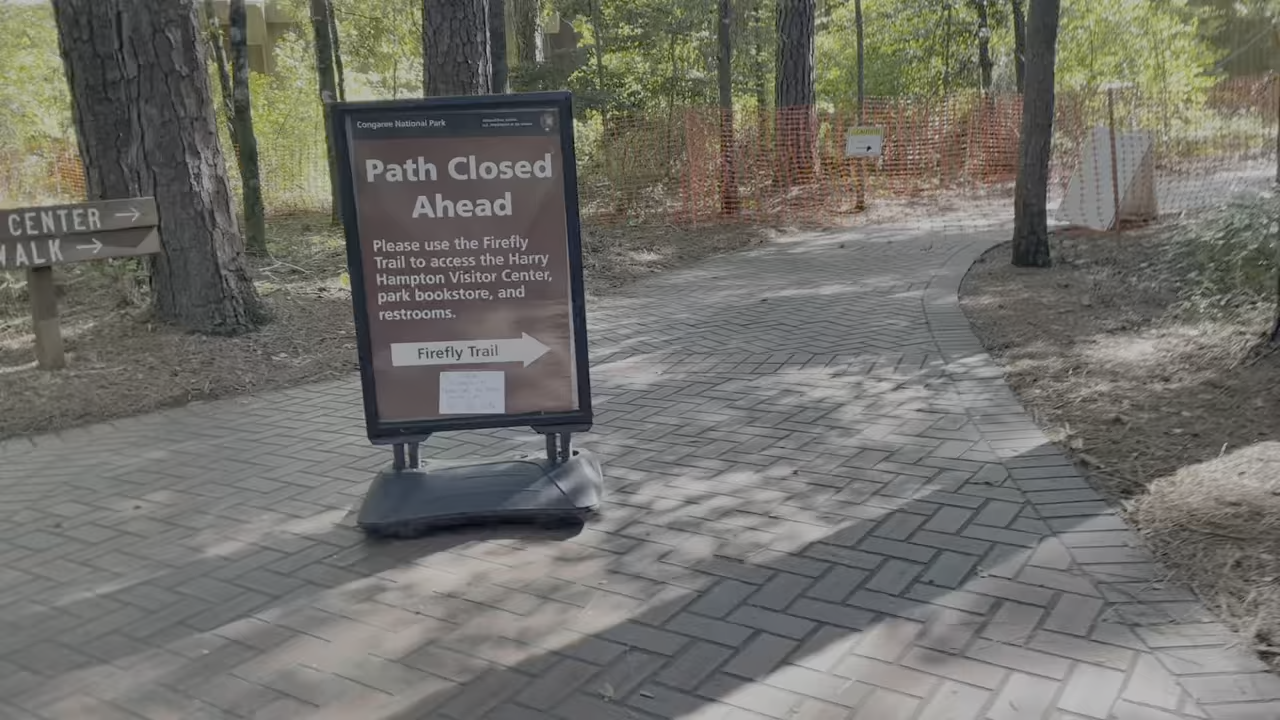 Congaree National Park
Path Closed
Ahead
Please use the Firefly
Trail to access the Harry
Hampton Visitor Center,
park bookstore, and
restrooms.
Firefly Trail
CENTER
WALK